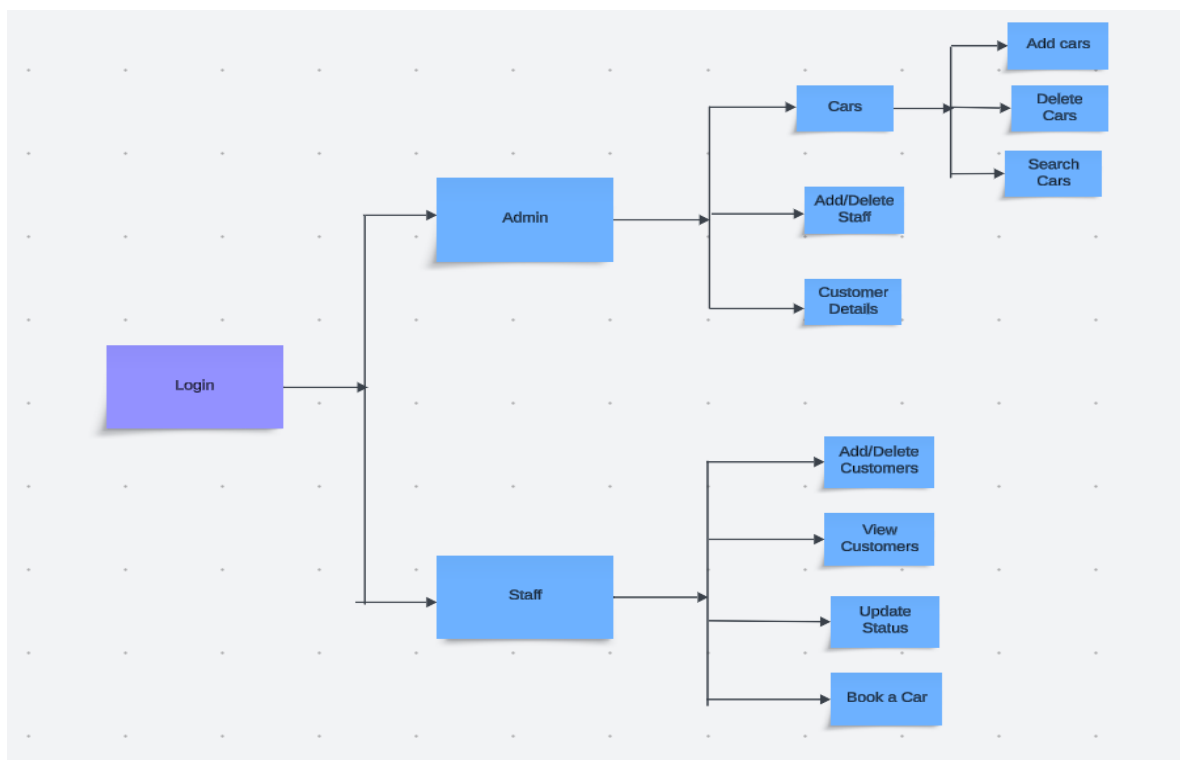 Add cars
Cars
Delete
Cars
Search
Cars
Admin
Add/Delete
Staff
Customer
Details
Login
Add/Delete
Customers
View
Customers
Staff
Update
Status
Book a Car